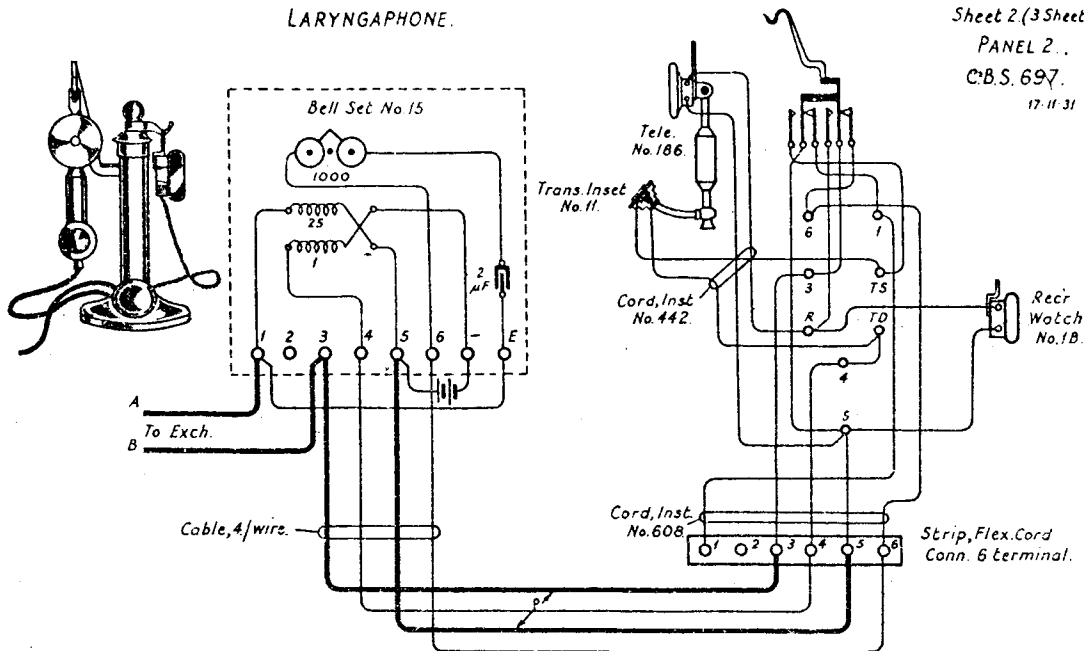 LARYNGAPHONE.
Sheet 2.(3 Sheet
PANEL 2.,
C.B.S. 697.
17·11·31
Bell Set No.15
1000
25
1
-
2
µF
1 2 3 4 5 6 - E
A
To Exch.
B
Cable, 4/wire.
Tele.
No.186.
Trans. Inset
No.11.
Cord, Inst
No.442.
6 1
3 TS
R TD
4
5
Rec'r
Watch
No.1B.
Cord, Inst.
No.608.
1 2 3 4 5 6
Strip, Flex. Cord
Conn. 6 terminal.
P